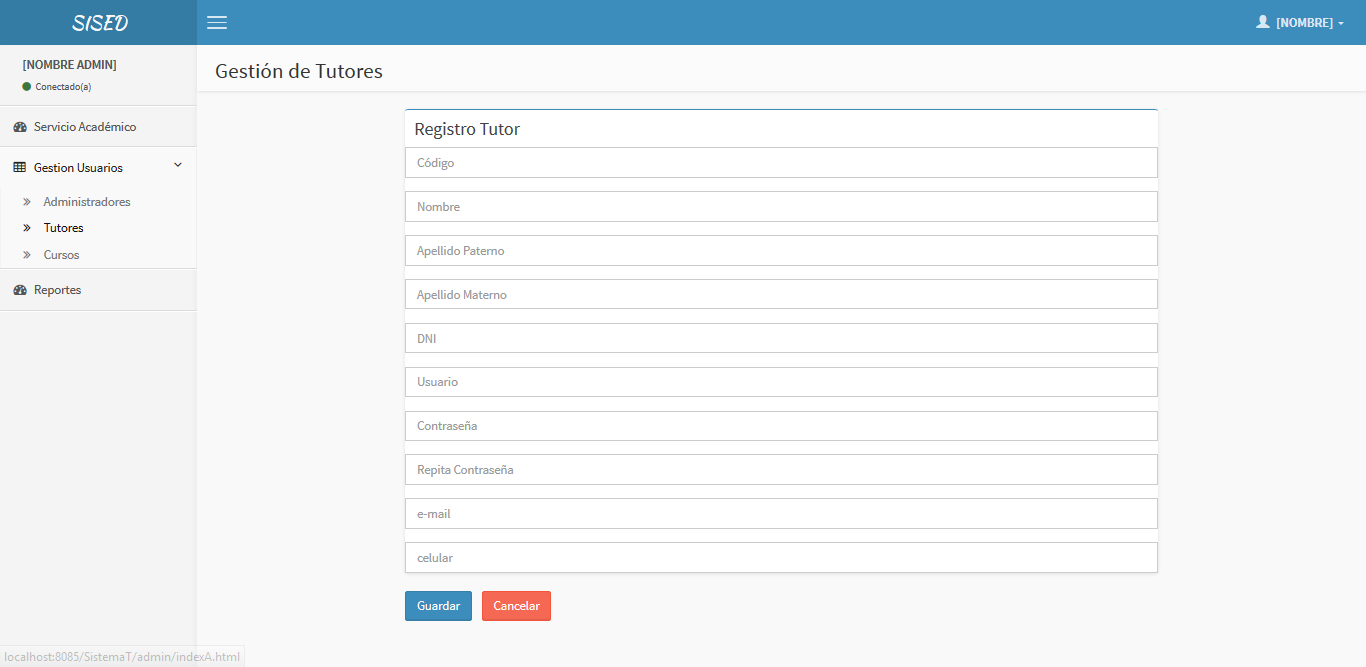 SISED
[NOMBRE]
[NOMBRE ADMIN]
Conectado(a)
Servicio Académico
Gestion Usuarios
Administradores
Tutores
Cursos
Reportes
Gestión de Tutores
Registro Tutor
Código
Nombre
Apellido Paterno
Apellido Materno
DNI
Usuario
Contraseña
Repita Contraseña
e-mail
celular
Guardar Cancelar
localhost:8085/SistemaT/admin/indexA.html